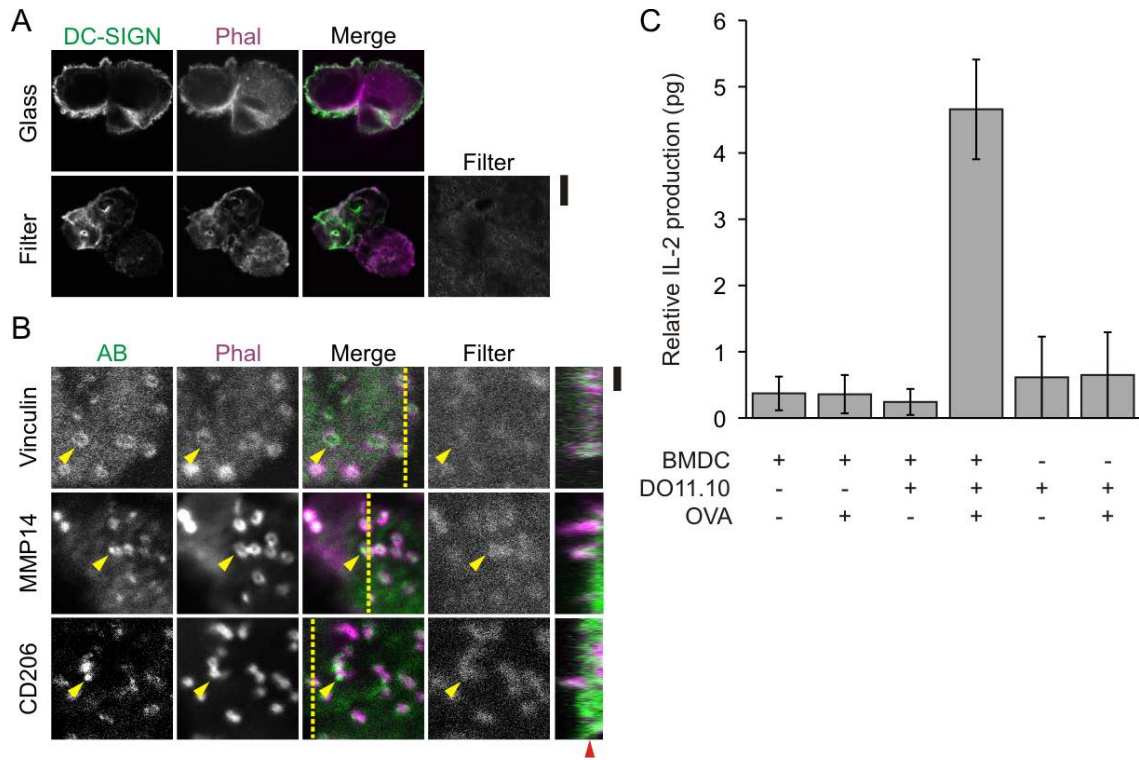 A
DC-SIGN Phal Merge
Glass
Filter
Filter
B
AB Phal Merge Filter
Vinculin
MMP14
CD206
C
Relative IL-2 production (pg)
6
5
4
3
2
1
0
BMDC + + + + - -
DO11.10 - - + + + +
OVA - + - + - +